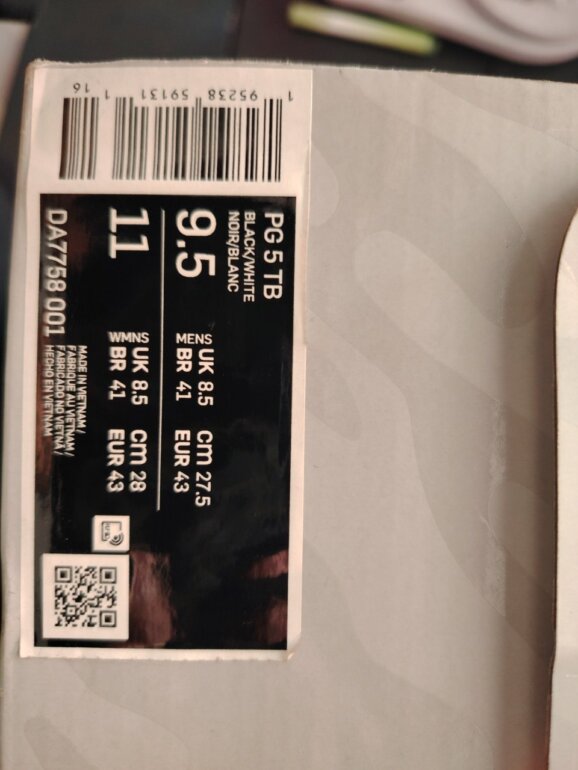 PG 5 TB
BLACK/WHITE
NOIR/BLANC
9.5
MENS UK 8.5 cm 27.5
BR 41 EUR 43
11
WMNS UK 8.5 cm 28
BR 41 EUR 43
DA7758 001
MADE IN VIETNAM /
FABRIQUE AU VIETNAM /
FABRICADO NO VIETNÃ /
HECHO EN VIETNAM
1 95238 59131 1 16